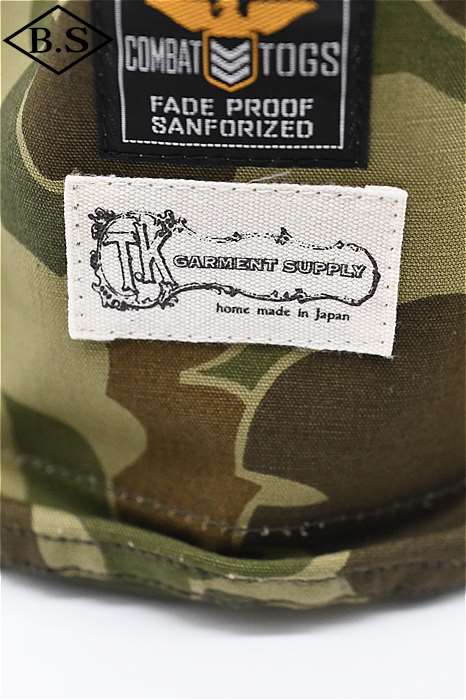 B.S
COMBAT TOGS
FADE PROOF
SANFORIZED
TK
GARMENT SUPPLY
home made in Japan